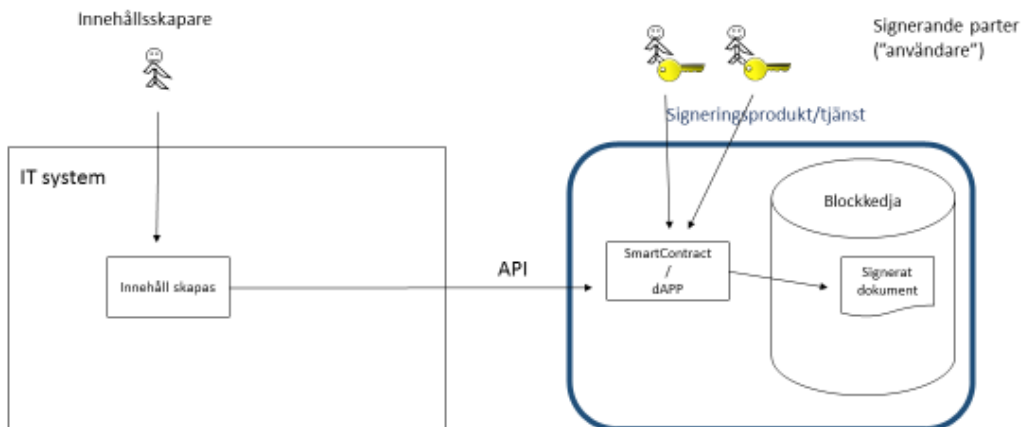 Innehållsskapare
Signerande parter
("användare")
Signeringsprodukt/tjänst
IT system
Blockkedja
SmartContract
/
dAPP
API
Innehåll skapas
Signerat
dokument